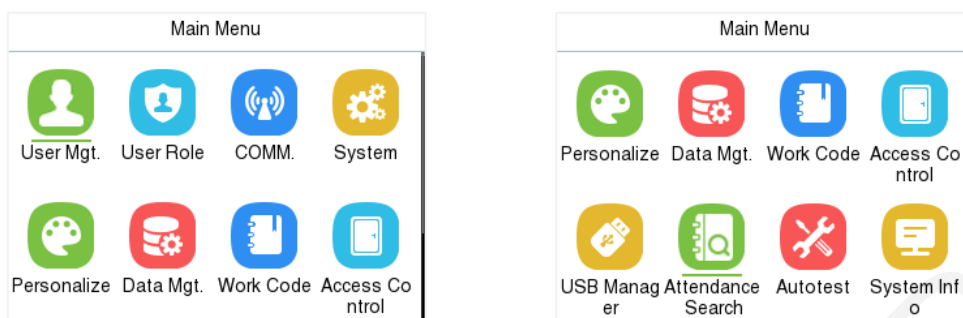 Main Menu
User Mgt. User Role COMM. System
Personalize Data Mgt. Work Code Access Co
ntrol
Main Menu
Personalize Data Mgt. Work Code Access Co
ntrol
USB Manag Attendance Autotest System Inf
er Search o